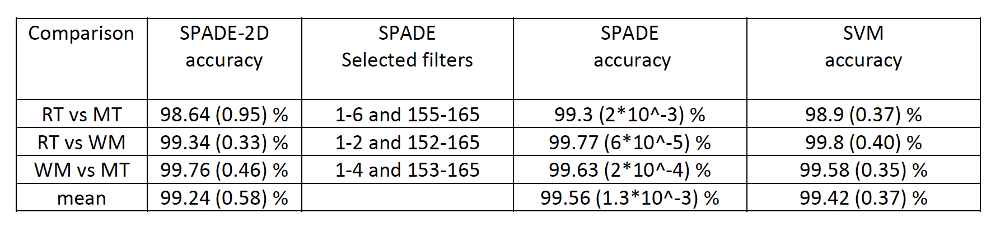 Comparison SPADE-2D SPADE SPADE SVM
accuracy Selected filters accuracy accuracy
RT vs MT 98.64 (0.95) % 1-6 and 155-165 99.3 (2*10^-3) % 98.9 (0.37) %
RT vs WM 99.34 (0.33) % 1-2 and 152-165 99.77 (6*10^-5) % 99.8 (0.40) %
WM vs MT 99.76 (0.46) % 1-4 and 153-165 99.63 (2*10^-4) % 99.58 (0.35) %
mean 99.24 (0.58) % 99.56 (1.3*10^-3) % 99.42 (0.37) %